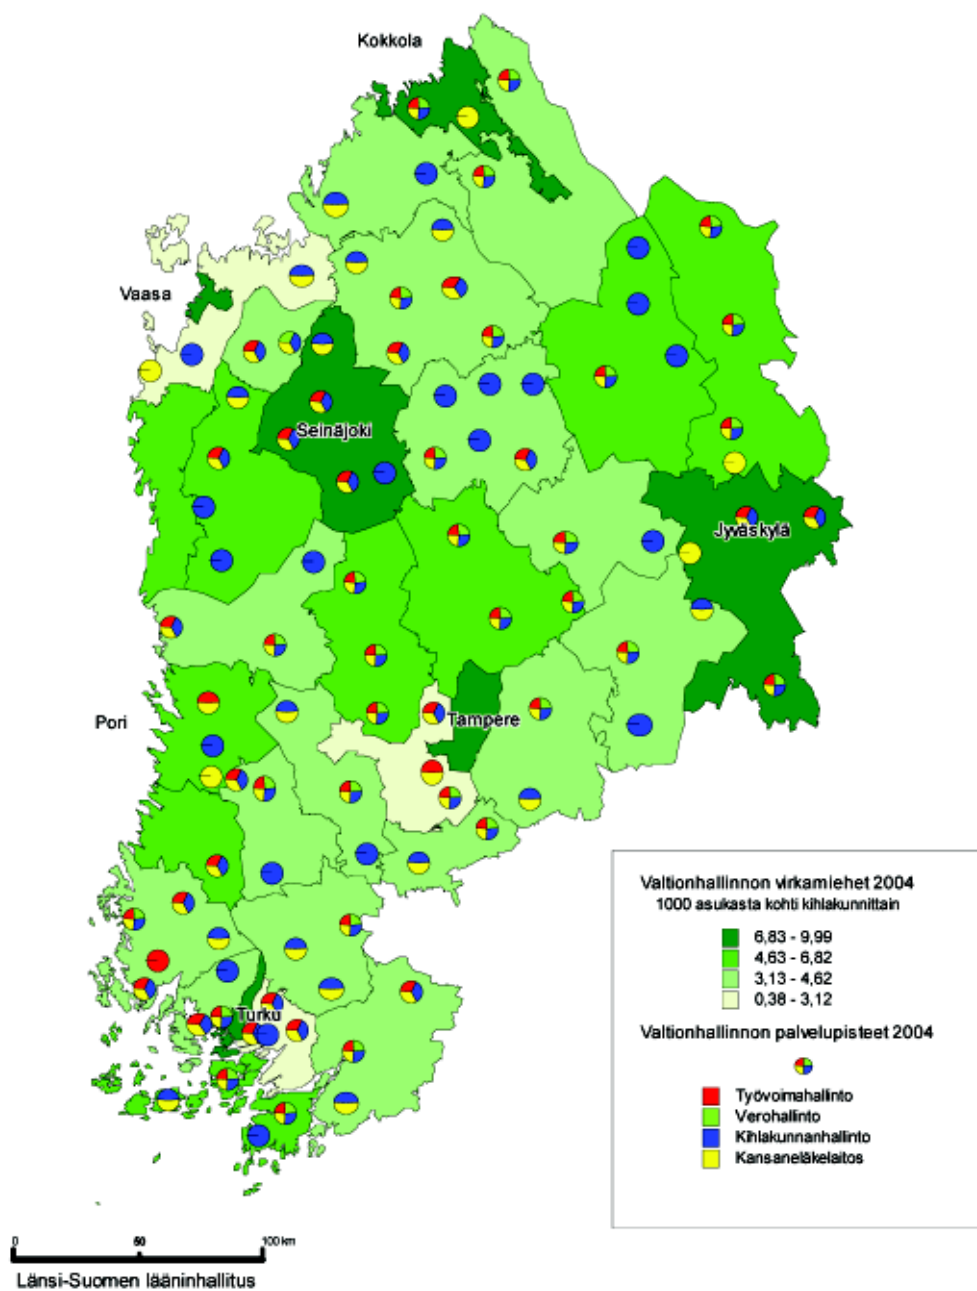 Kokkola
Vaasa
Seinäjoki
Jyväskylä
Pori
Tampere
Turku
Valtionhallinnon virkamiehet 2004
1000 asukasta kohti kihlakunnittain
6,83 - 9,99
4,63 - 6,82
3,13 - 4,62
0,38 - 3,12
Valtionhallinnon palvelupisteet 2004
Työvoimahallinto
Verohallinto
Kihlakunnanhallinto
Kansaneläkelaitos
0 50 100 km
Länsi-Suomen lääninhallitus